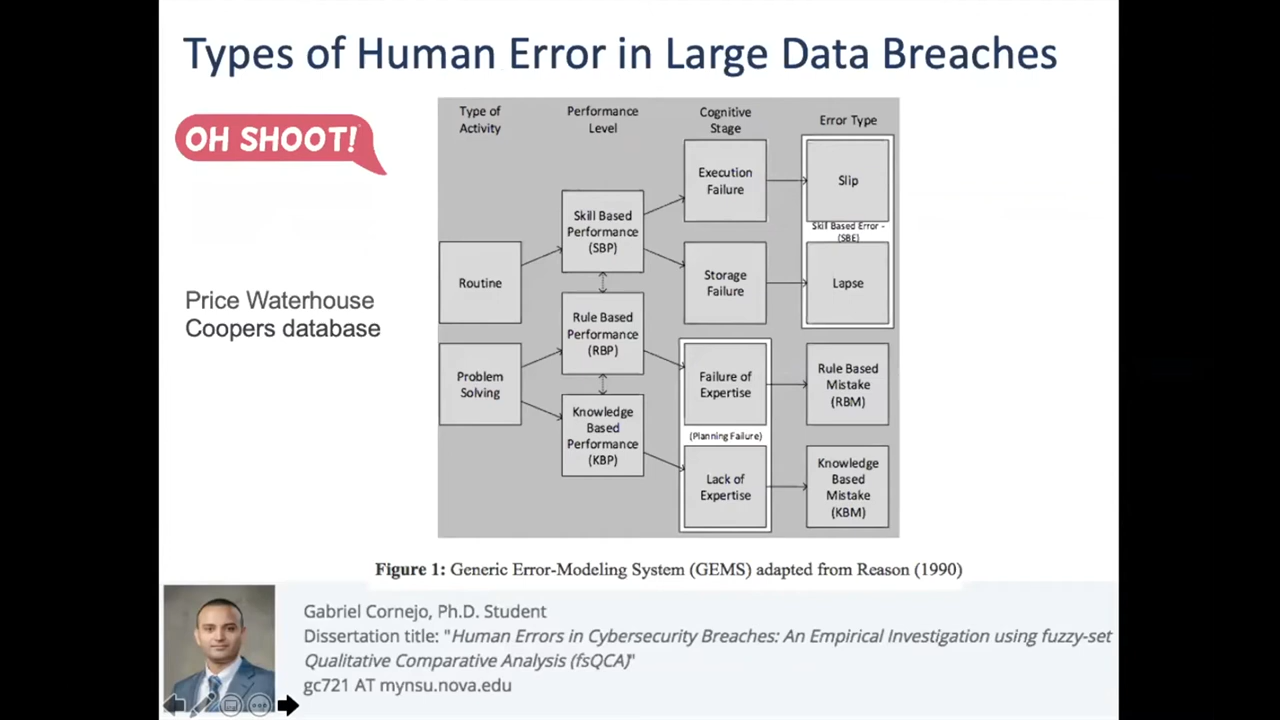 Types of Human Error in Large Data Breaches
OH SHOOT!
Price Waterhouse
Coopers database
Type of
Activity
Performance
Level
Cognitive
Stage
Error Type
Routine
Problem
Solving
Skill Based
Performance
(SBP)
Rule Based
Performance
(RBP)
Knowledge
Based
Performance
(KBP)
Execution
Failure
Storage
Failure
Failure of
Expertise
(Planning Failure)
Lack of
Expertise
Slip
Skill Based Error -
(SBE)
Lapse
Rule Based
Mistake
(RBM)
Knowledge
Based
Mistake
(KBM)
Figure 1: Generic Error-Modeling System (GEMS) adapted from Reason (1990)
Gabriel Cornejo, Ph.D. Student
Dissertation title: "Human Errors in Cybersecurity Breaches: An Empirical Investigation using fuzzy-set
Qualitative Comparative Analysis (fsQCA)"
gc721 AT mynsu.nova.edu